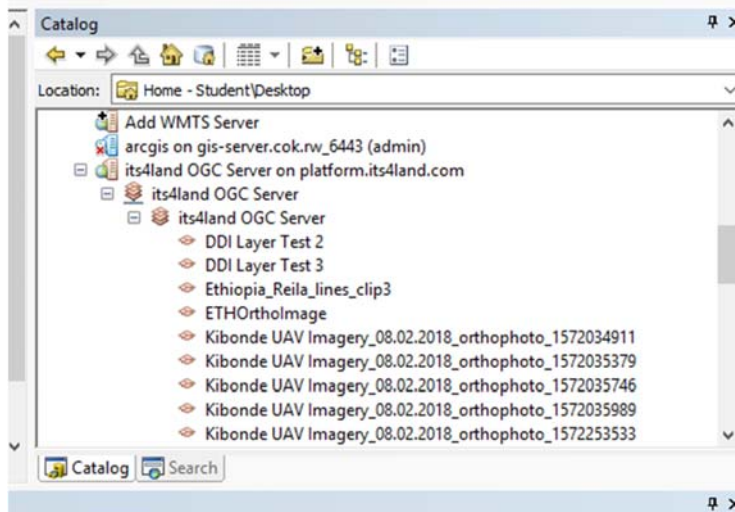 Catalog
Location: Home - Student\Desktop
Add WMTS Server
arcgis on gis-server.cok.rw_6443 (admin)
its4land OGC Server on platform.its4land.com
its4land OGC Server
its4land OGC Server
DDI Layer Test 2
DDI Layer Test 3
Ethiopia_Reila_lines_clip3
ETHOrthoImage
Kibonde UAV Imagery_08.02.2018_orthophoto_1572034911
Kibonde UAV Imagery_08.02.2018_orthophoto_1572035379
Kibonde UAV Imagery_08.02.2018_orthophoto_1572035746
Kibonde UAV Imagery_08.02.2018_orthophoto_1572035989
Kibonde UAV Imagery_08.02.2018_orthophoto_1572253533
Catalog Search